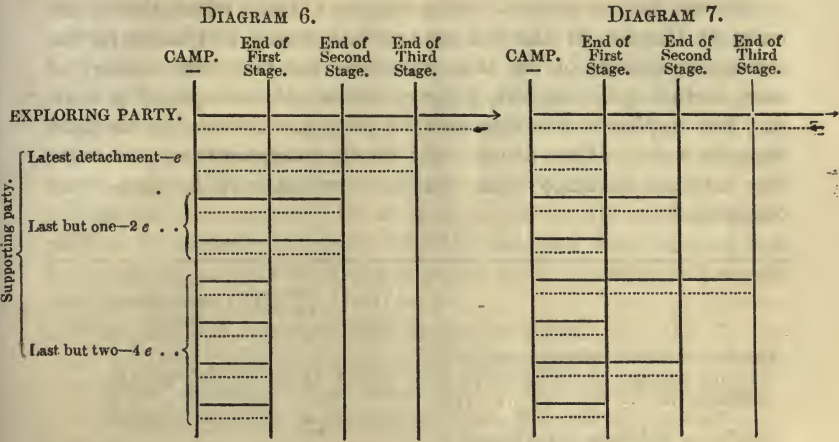 DIAGRAM 6.
CAMP.
End of
First
Stage.
End of
Second
Stage.
End of
Third
Stage.
EXPLORING PARTY.
Supporting party.
Latest detachment—e
Last but one—2 e . .
Last but two—4 e . .
DIAGRAM 7.
CAMP.
End of
First
Stage.
End of
Second
Stage.
End of
Third
Stage.